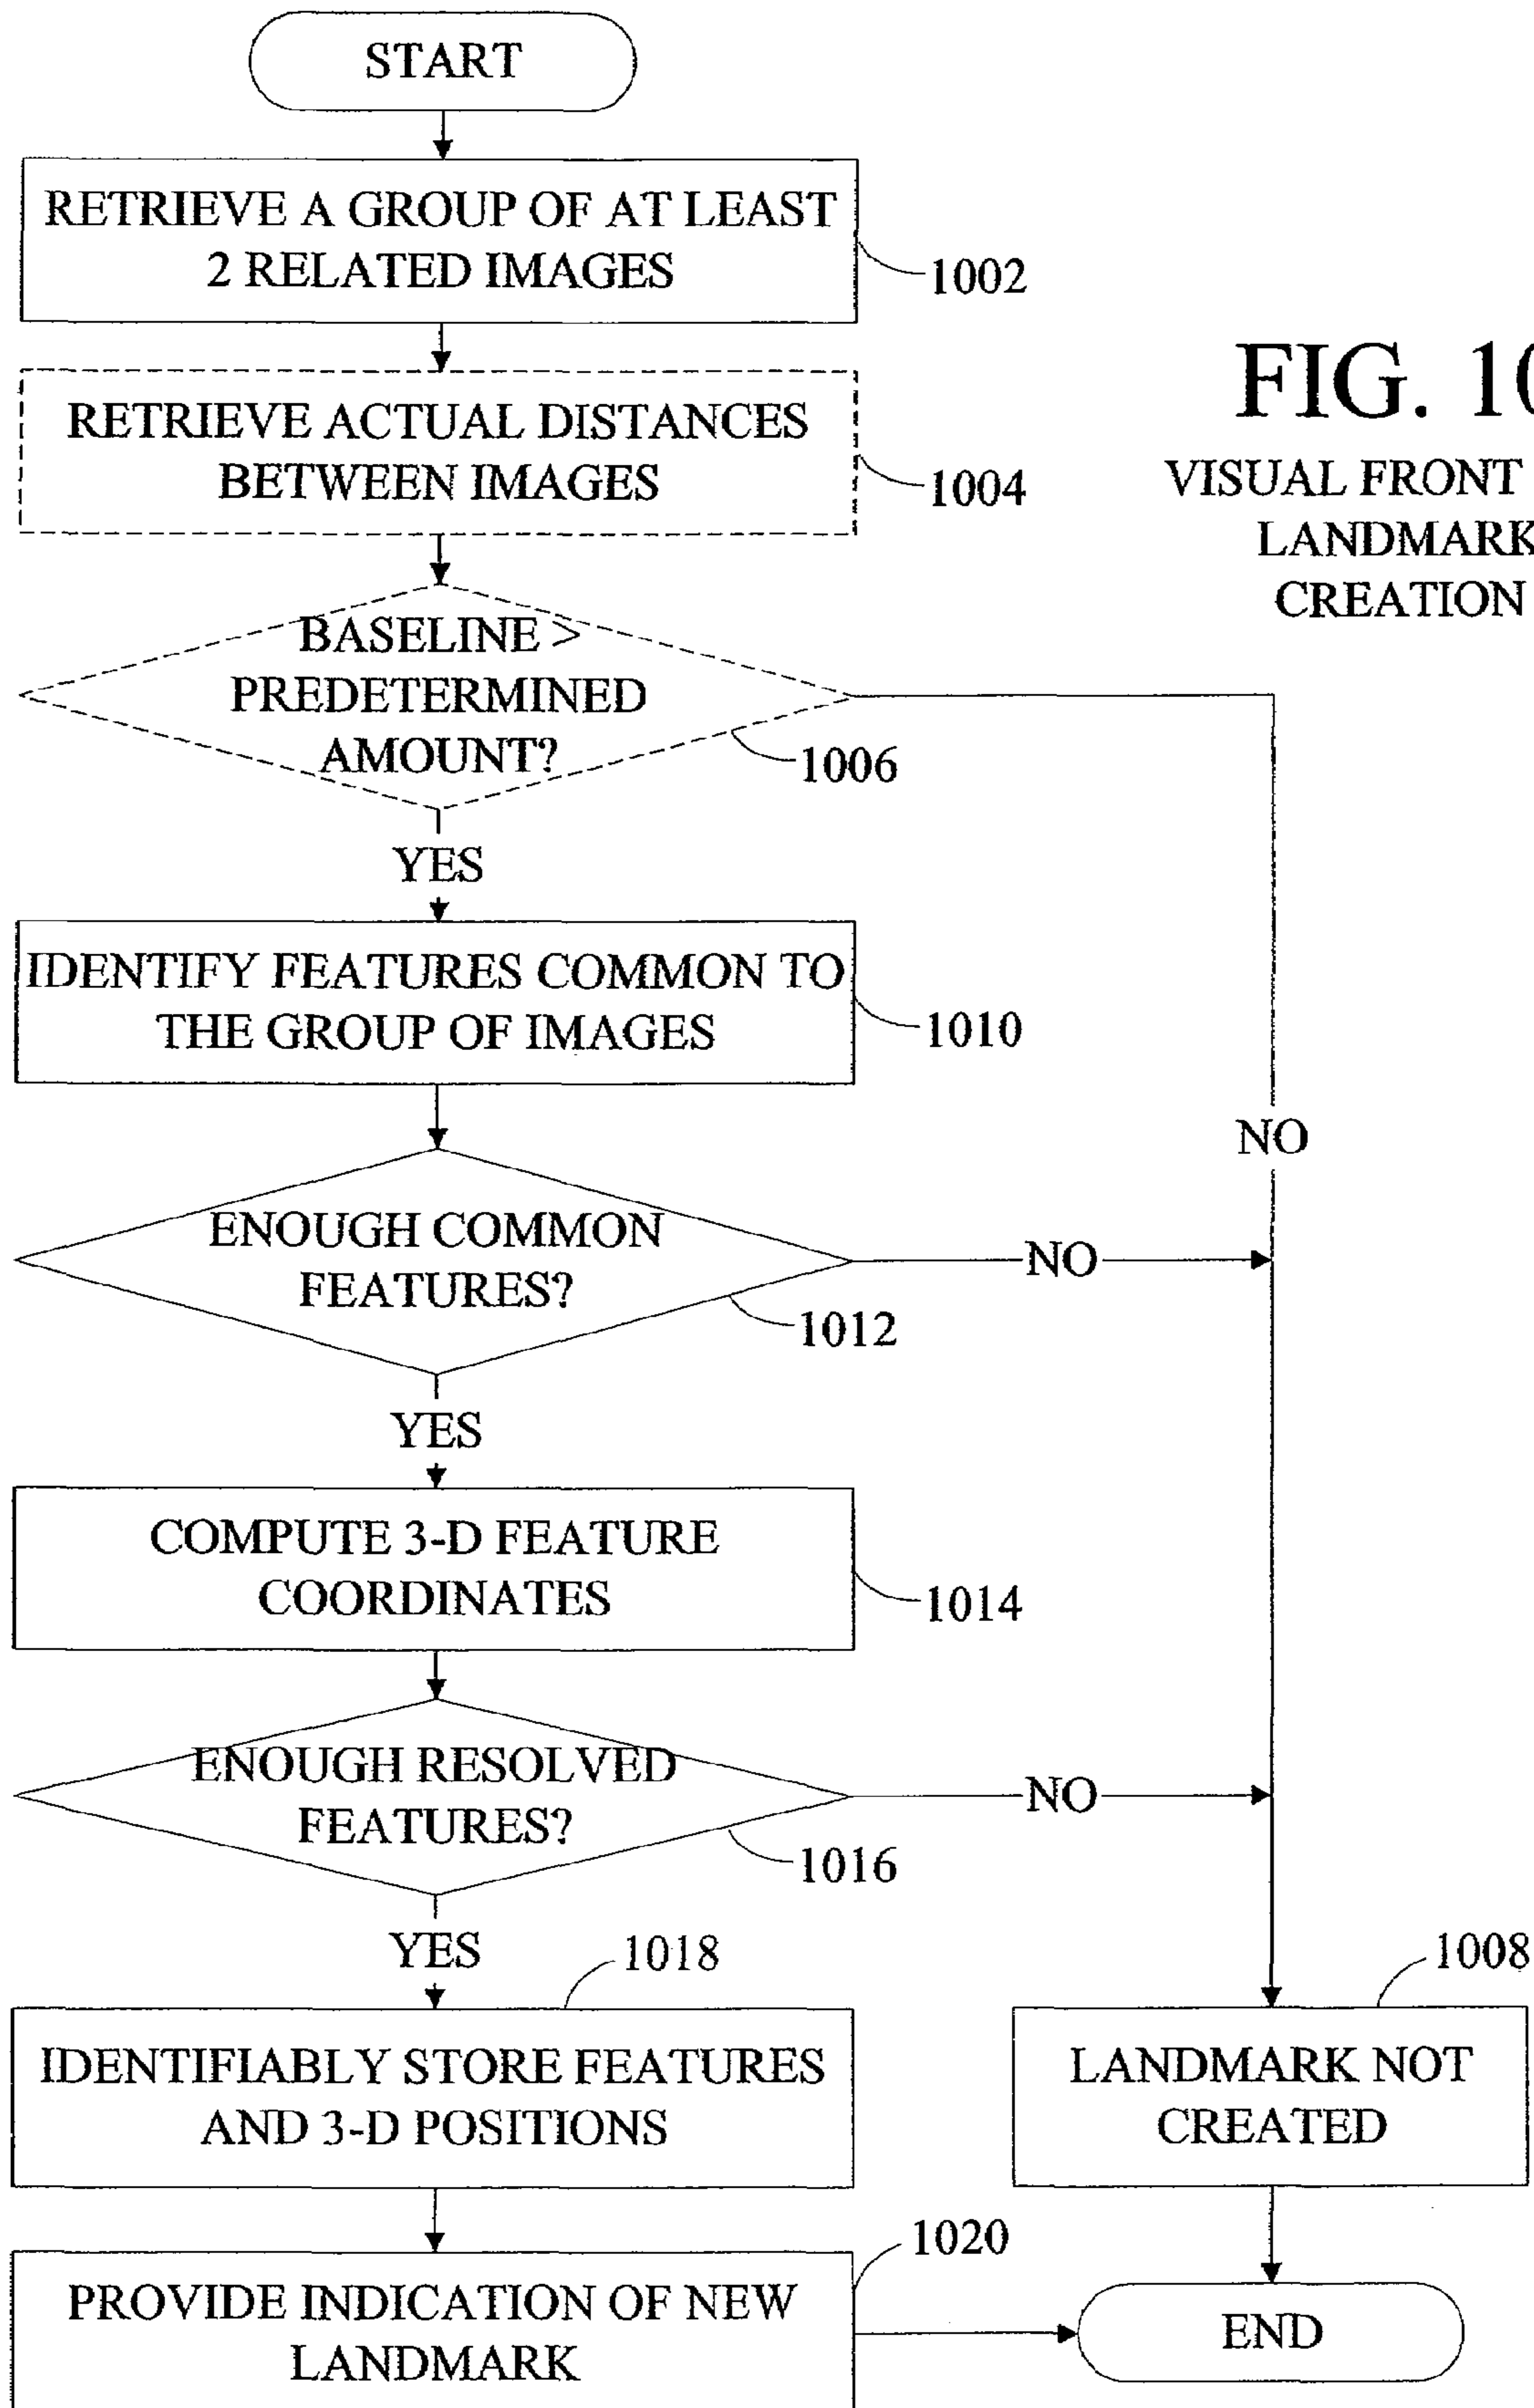 START
RETRIEVE A GROUP OF AT LEAST
2 RELATED IMAGES
1002
RETRIEVE ACTUAL DISTANCES
BETWEEN IMAGES
1004
FIG. 10
VISUAL FRONT
LANDMARK
CREATION
BASELINE >
PREDETERMINED
AMOUNT?
1006
YES
IDENTIFY FEATURES COMMON TO
THE GROUP OF IMAGES
1010
NO
ENOUGH COMMON
FEATURES?
NO
1012
YES
COMPUTE 3-D FEATURE
COORDINATES
1014
ENOUGH RESOLVED
FEATURES?
NO
1016
YES
1018
1008
IDENTIFIABLY STORE FEATURES
AND 3-D POSITIONS
LANDMARK NOT
CREATED
1020
PROVIDE INDICATION OF NEW
LANDMARK
END